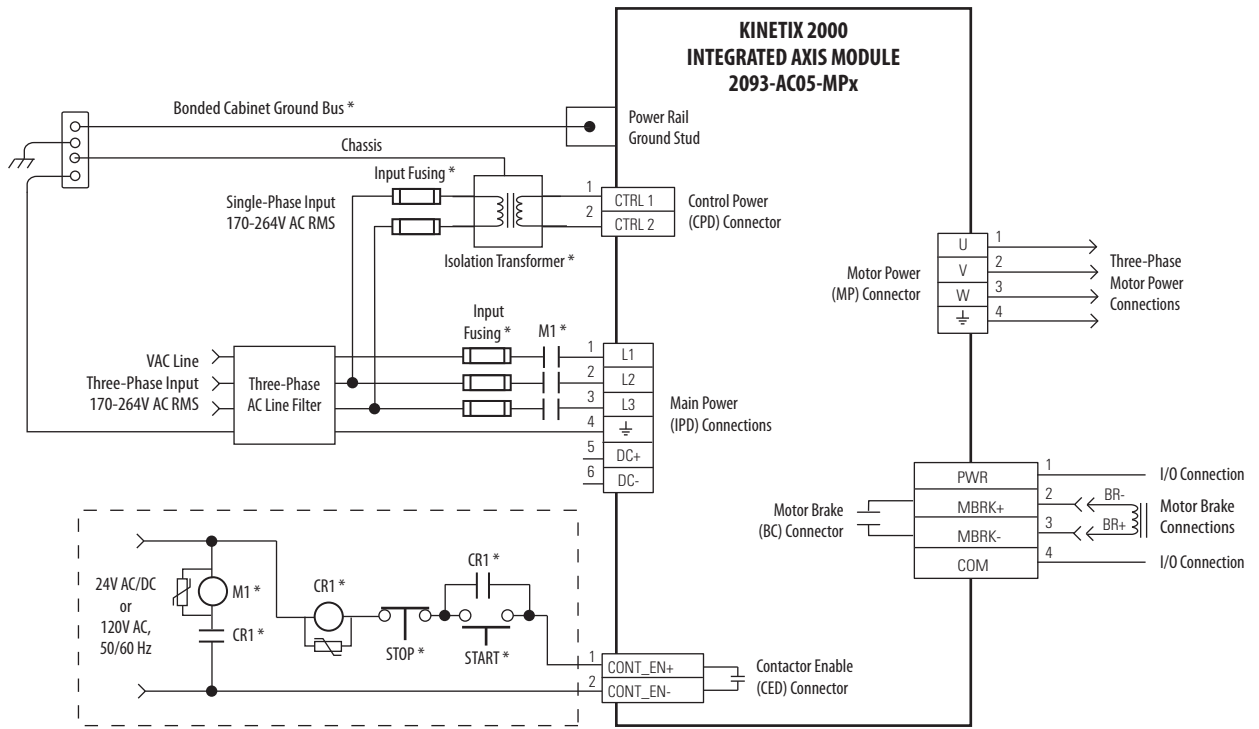 KINETIX 2000
INTEGRATED AXIS MODULE
2093-AC05-MPx
Bonded Cabinet Ground Bus *
Power Rail
Ground Stud
Chassis
Input Fusing *
Single-Phase Input
170-264V AC RMS
1
CTRL 1
2
CTRL 2
Control Power
(CPD) Connector
Isolation Transformer *
Motor Power
(MP) Connector
U
1
V
2
W
3
4
Three-Phase
Motor Power
Connections
Input
Fusing *
M1 *
VAC Line
Three-Phase Input
170-264V AC RMS
Three-Phase
AC Line Filter
1
L1
2
L2
3
L3
4
5
DC+
6
DC-
Main Power
(IPD) Connections
Motor Brake
(BC) Connector
PWR
1
I/O Connection
MBRK+
2
BR-
MBRK-
3
BR+
Motor Brake
Connections
COM
4
I/O Connection
24V AC/DC
or
120V AC,
50/60 Hz
M1 *
CR1 *
CR1 *
STOP *
CR1 *
START *
1
CONT_EN+
2
CONT_EN-
Contactor Enable
(CED) Connector